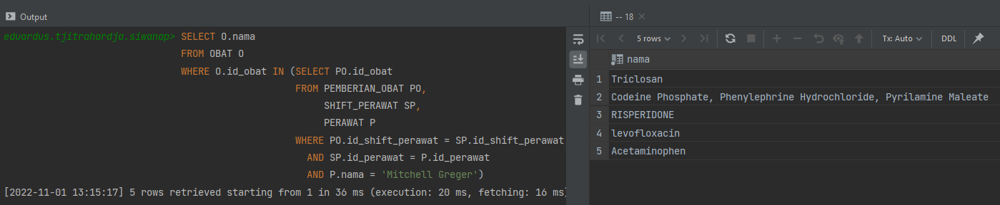 Output
eduardus.tjitrahardja.siwanap> SELECT O.nama
FROM OBAT O
WHERE O.id_obat IN (SELECT PO.id_obat
FROM PEMBERIAN_OBAT PO,
SHIFT_PERAWAT SP,
PERAWAT P
WHERE PO.id_shift_perawat = SP.id_shift_perawat
AND SP.id_perawat = P.id_perawat
AND P.nama = 'Mitchell Greger')
[2022-11-01 13:15:17] 5 rows retrieved starting from 1 in 36 ms (execution: 20 ms, fetching: 16 ms)
-- 18
5 rows
Tx: Auto
DDL
nama
1 Triclosan
2 Codeine Phosphate, Phenylephrine Hydrochloride, Pyrilamine Maleate
3 RISPERIDONE
4 levofloxacin
5 Acetaminophen